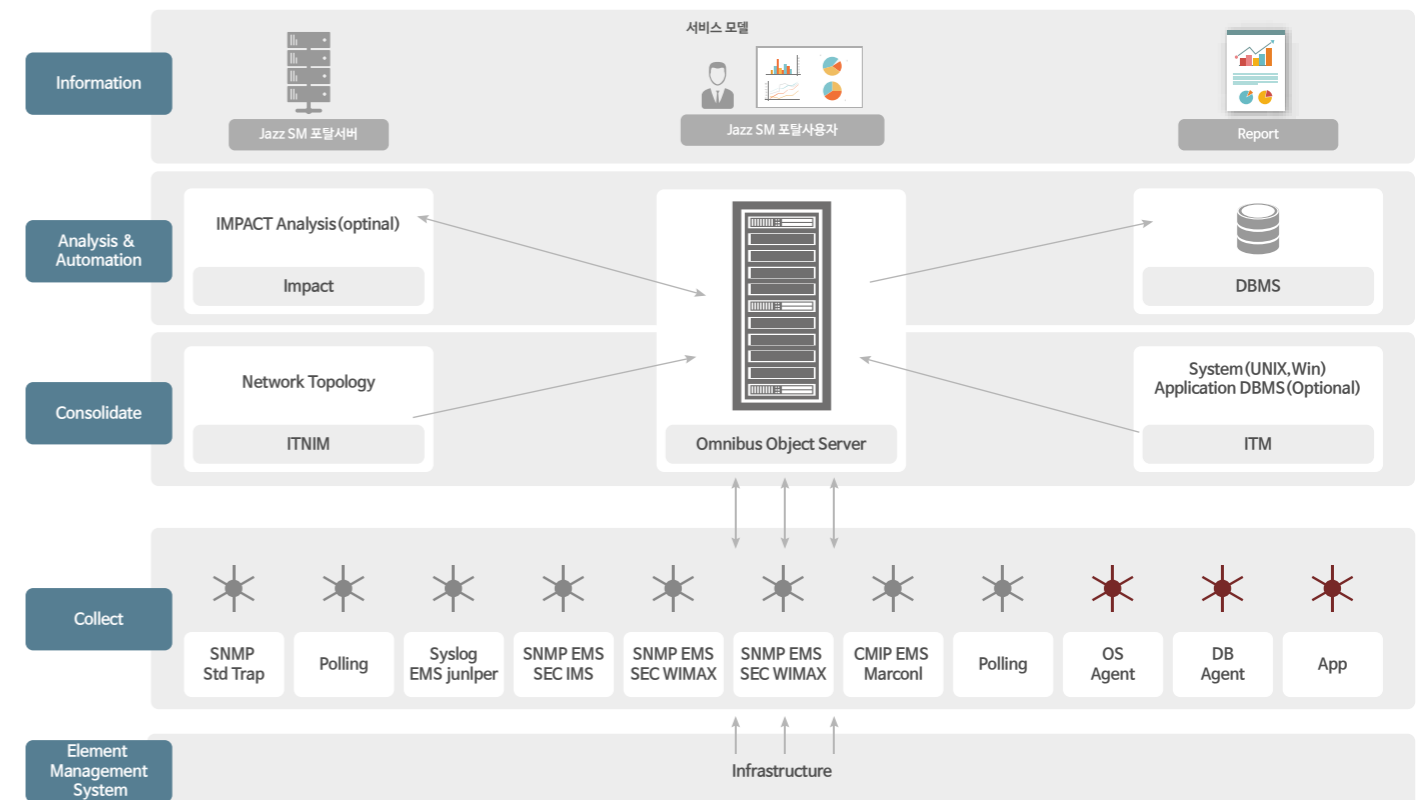 서비스 모델
Information
Jazz SM 포탈서버
Jazz SM 포탈사용자
Report
Analysis &
Automation
IMPACT Analysis(optinal)
Impact
DBMS
Consolidate
Network Topology
ITNIM
Omnibus Object Server
System(UNIX,Win)
Application DBMS(Optional)
ITM
Collect
SNMP
Std Trap
Polling
Syslog
EMS junlper
SNMP EMS
SEC IMS
SNMP EMS
SEC WIMAX
SNMP EMS
SEC WIMAX
CMIP EMS
Marconl
Polling
OS
Agent
DB
Agent
App
Element
Management
System
Infrastructure